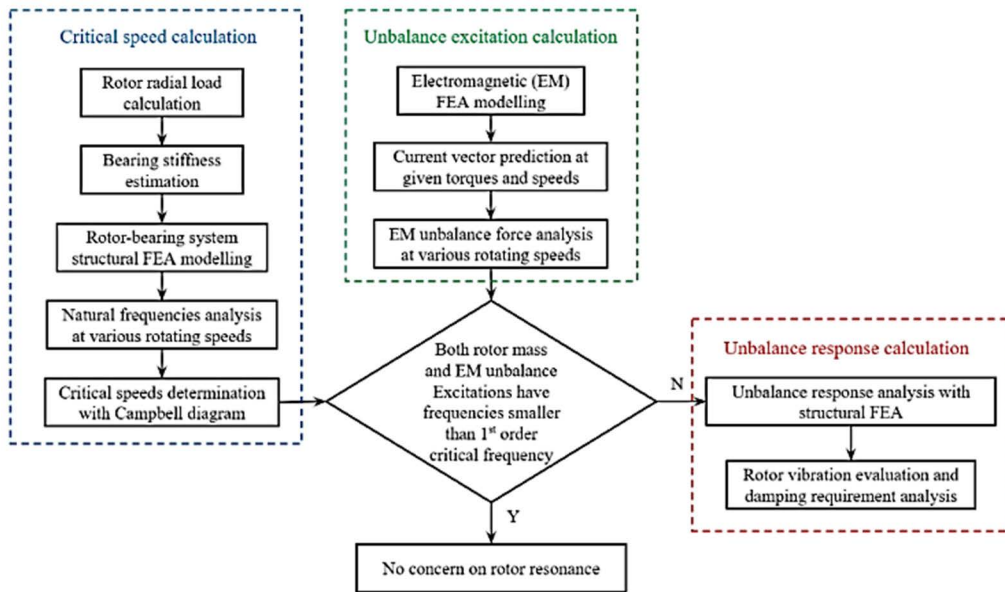 Critical speed calculation
Rotor radial load
calculation
Bearing stiffness
estimation
Rotor-bearing system
structural FEA modelling
Natural frequencies analysis
at various rotating speeds
Critical speeds determination
with Campbell diagram
Unbalance excitation calculation
Electromagnetic (EM)
FEA modelling
Current vector prediction at
given torques and speeds
EM unbalance force analysis
at various rotating speeds
Both rotor mass
and EM unbalance
Excitations have
frequencies smaller
than 1st order
critical frequency
N
Y
No concern on rotor resonance
Unbalance response calculation
Unbalance response analysis with
structural FEA
Rotor vibration evaluation and
damping requirement analysis